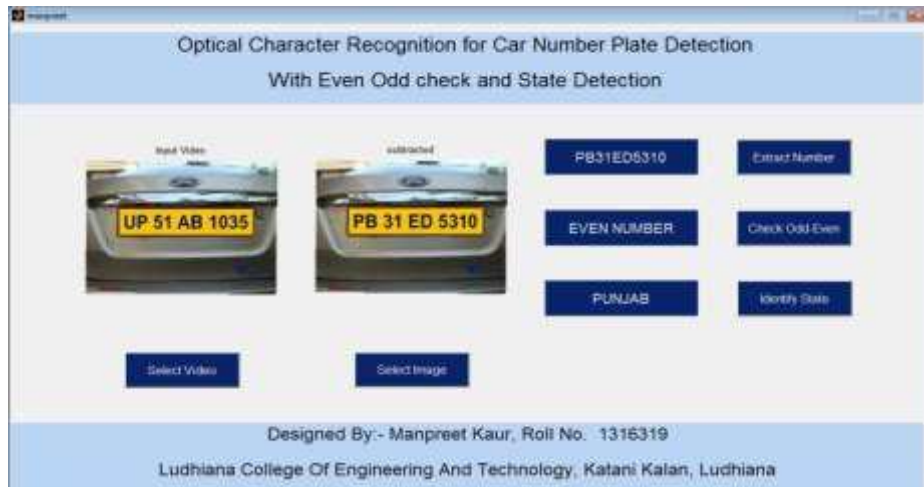 manpreet
Optical Character Recognition for Car Number Plate Detection
With Even Odd check and State Detection
Input Video
subtracted
UP 51 AB 1035
PB 31 ED 5310
PB31ED5310
Extract Number
EVEN NUMBER
Check Odd-Even
PUNJAB
Identify State
Select Video
Select Image
Designed By:- Manpreet Kaur, Roll No. 1316319
Ludhiana College Of Engineering And Technology, Katani Kalan, Ludhiana